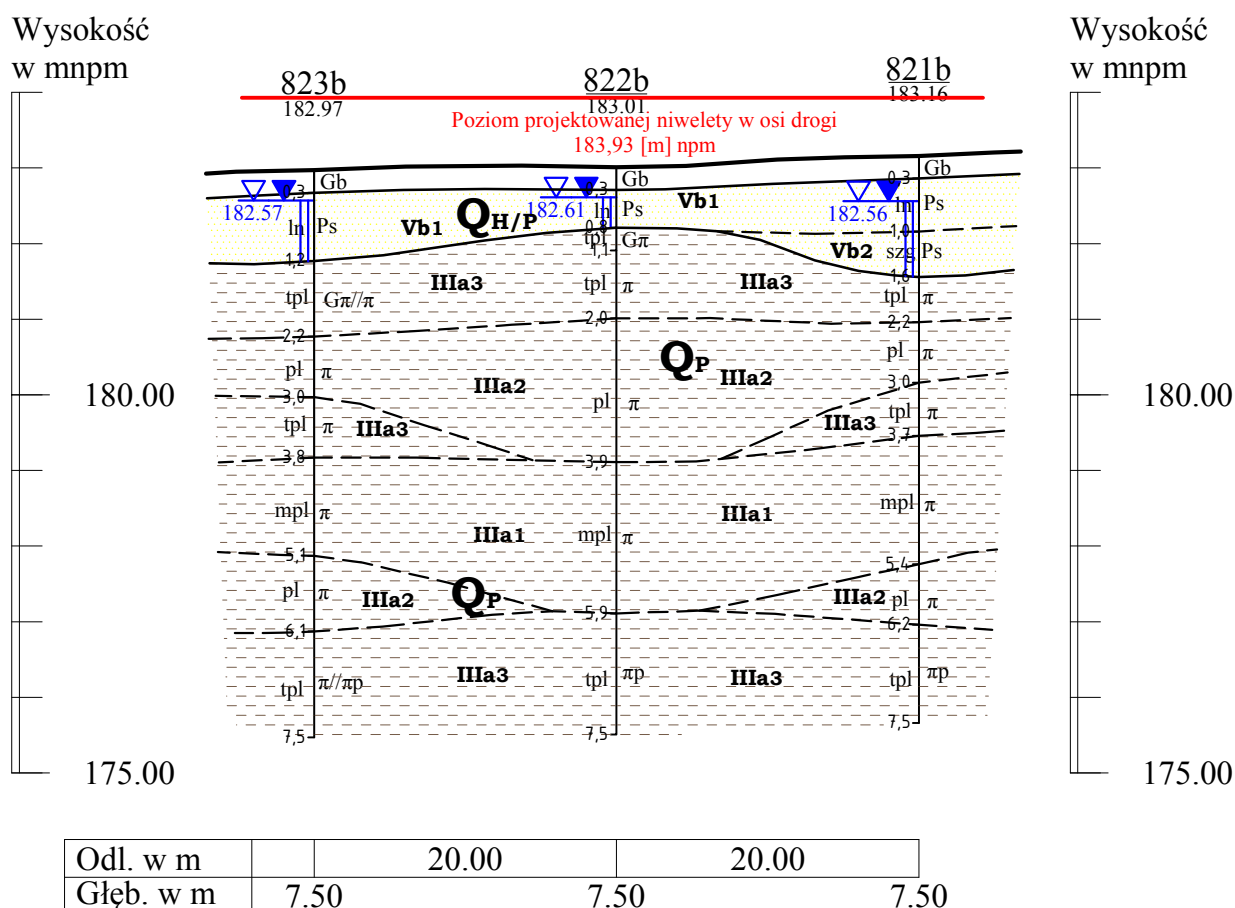 Wysokość
w mnpm
Wysokość
w mnpm
823b
182.97
822b
183.01
821b
183.16
Poziom projektowanej niwelety w osi drogi
183,93 [m] npm
Gb
Gb
Gb
0,3
0,3
0,3
182.57
182.61
182.56
ln
Ps
ln
Ps
ln
Ps
Vb1
QH/P
Vb1
0,8
1,0
tpl
Gπ
1,1
Vb2
szg
Ps
1,2
1,6
IIIa3
IIIa3
tpl
Gπ//π
tpl
π
tpl
π
2,2
2,0
2,2
QP
pl
π
pl
π
IIIa2
IIIa2
180.00
180.00
3,0
3,0
pl
π
tpl
π
IIIa3
IIIa3
tpl
π
3,8
3,9
3,7
mpl
π
IIIa1
mpl
π
IIIa1
mpl
π
5,1
5,4
pl
π
IIIa2
QP
IIIa2
pl
π
5,9
6,1
6,2
tpl
π//πp
IIIa3
tpl
πp
IIIa3
tpl
πp
7,5
7,5
7,5
175.00
175.00
Odl. w m
20.00
20.00
Głęb. w m
7.50
7.50
7.50